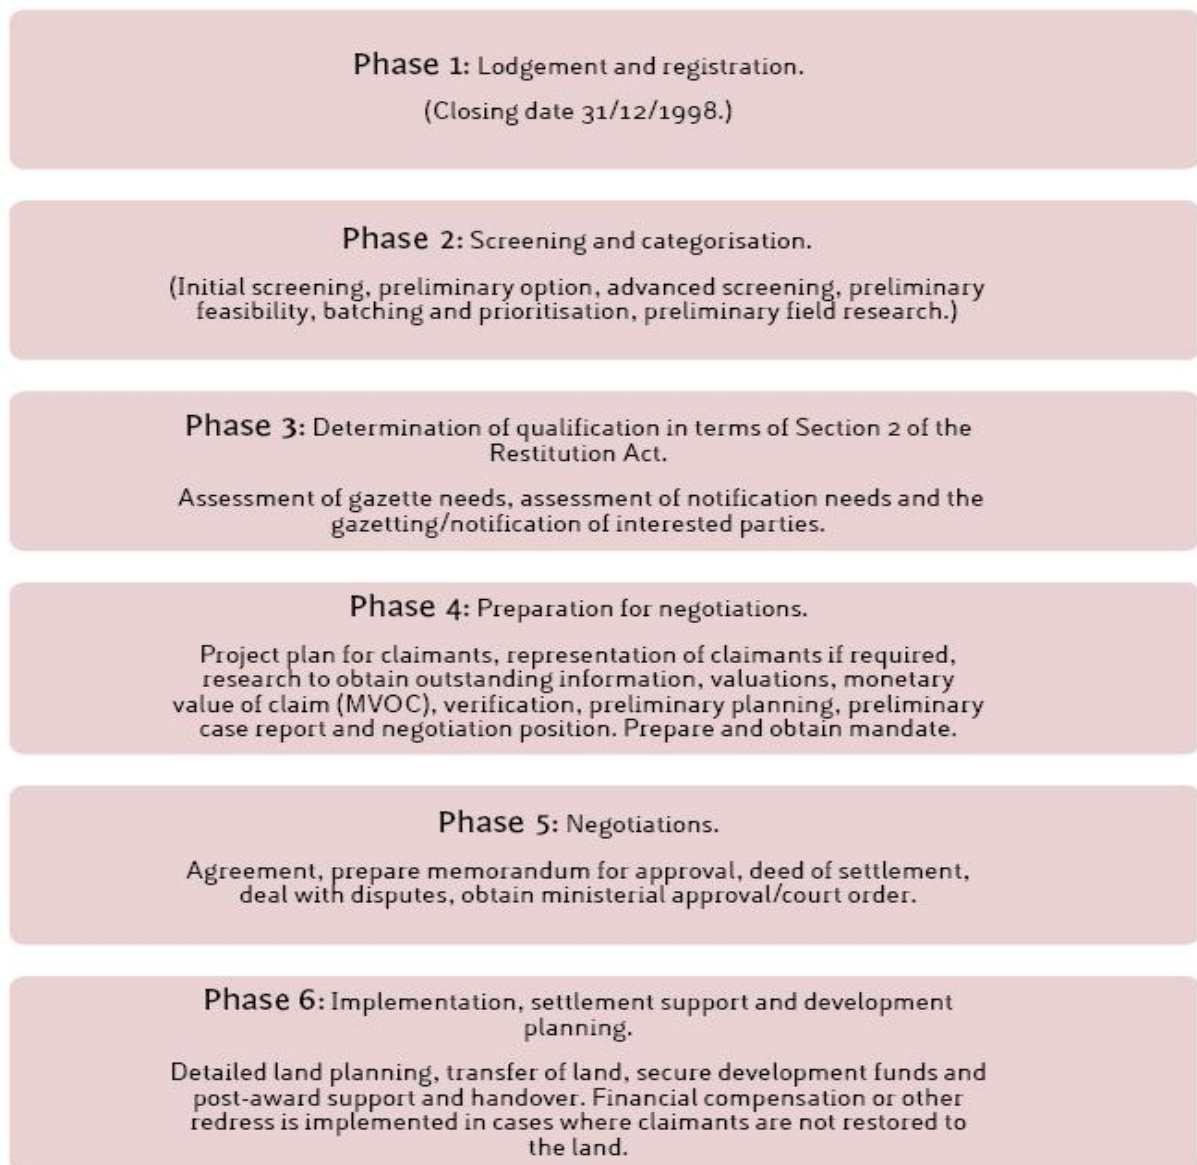 Phase 1: Lodgement and registration.
(Closing date 31/12/1998.)
Phase 2: Screening and categorisation.
(Initial screening, preliminary option, advanced screening, preliminary
feasibility, batching and prioritisation, preliminary field research.)
Phase 3: Determination of qualification in terms of Section 2 of the
Restitution Act.
Assessment of gazette needs, assessment of notification needs and the
gazetting/notification of interested parties.
Phase 4: Preparation for negotiations.
Project plan for claimants, representation of claimants if required,
research to obtain outstanding information, valuations, monetary
value of claim (MVOC), verification, preliminary planning, preliminary
case report and negotiation position. Prepare and obtain mandate.
Phase 5: Negotiations.
Agreement, prepare memorandum for approval, deed of settlement,
deal with disputes, obtain ministerial approval/court order.
Phase 6: Implementation, settlement support and development
planning.
Detailed land planning, transfer of land, secure development funds and
post-award support and handover. Financial compensation or other
redress is implemented in cases where claimants are not restored to
the land.